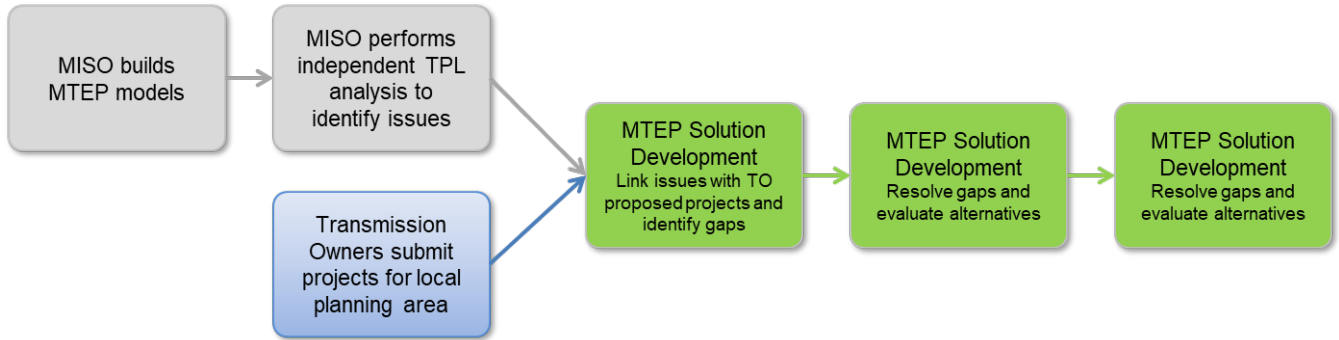 MISO builds
MTEP models
MISO performs
independent TPL
analysis to
identify issues
Transmission
Owners submit
projects for local
planning area
MTEP Solution
Development
Link issues with TO
proposed projects and
identify gaps
MTEP Solution
Development
Resolve gaps and
evaluate alternatives
MTEP Solution
Development
Resolve gaps and
evaluate alternatives